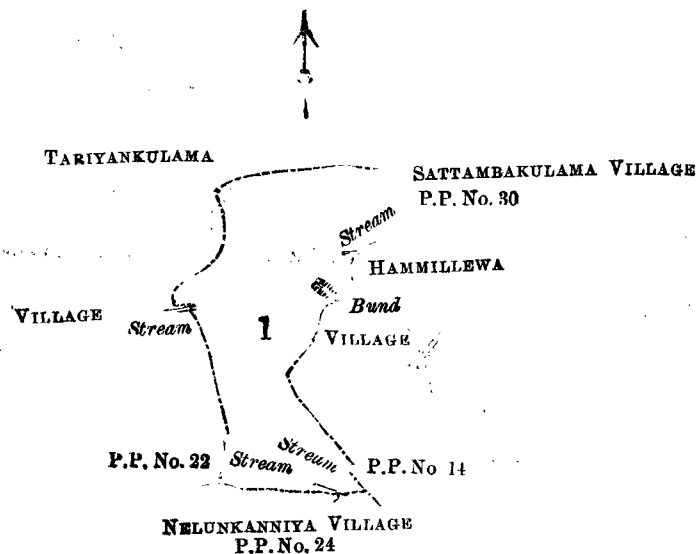 TARIYANKULAMA
SATTAMBAKULAMA VILLAGE
P.P. No. 30
Stream
HAMMILLEWA
Bund
VILLAGE
Stream
1
VILLAGE
P.P. No. 22
Stream
Stream
P.P. No 14
NELUNKANNIYA VILLAGE
P.P. No. 24